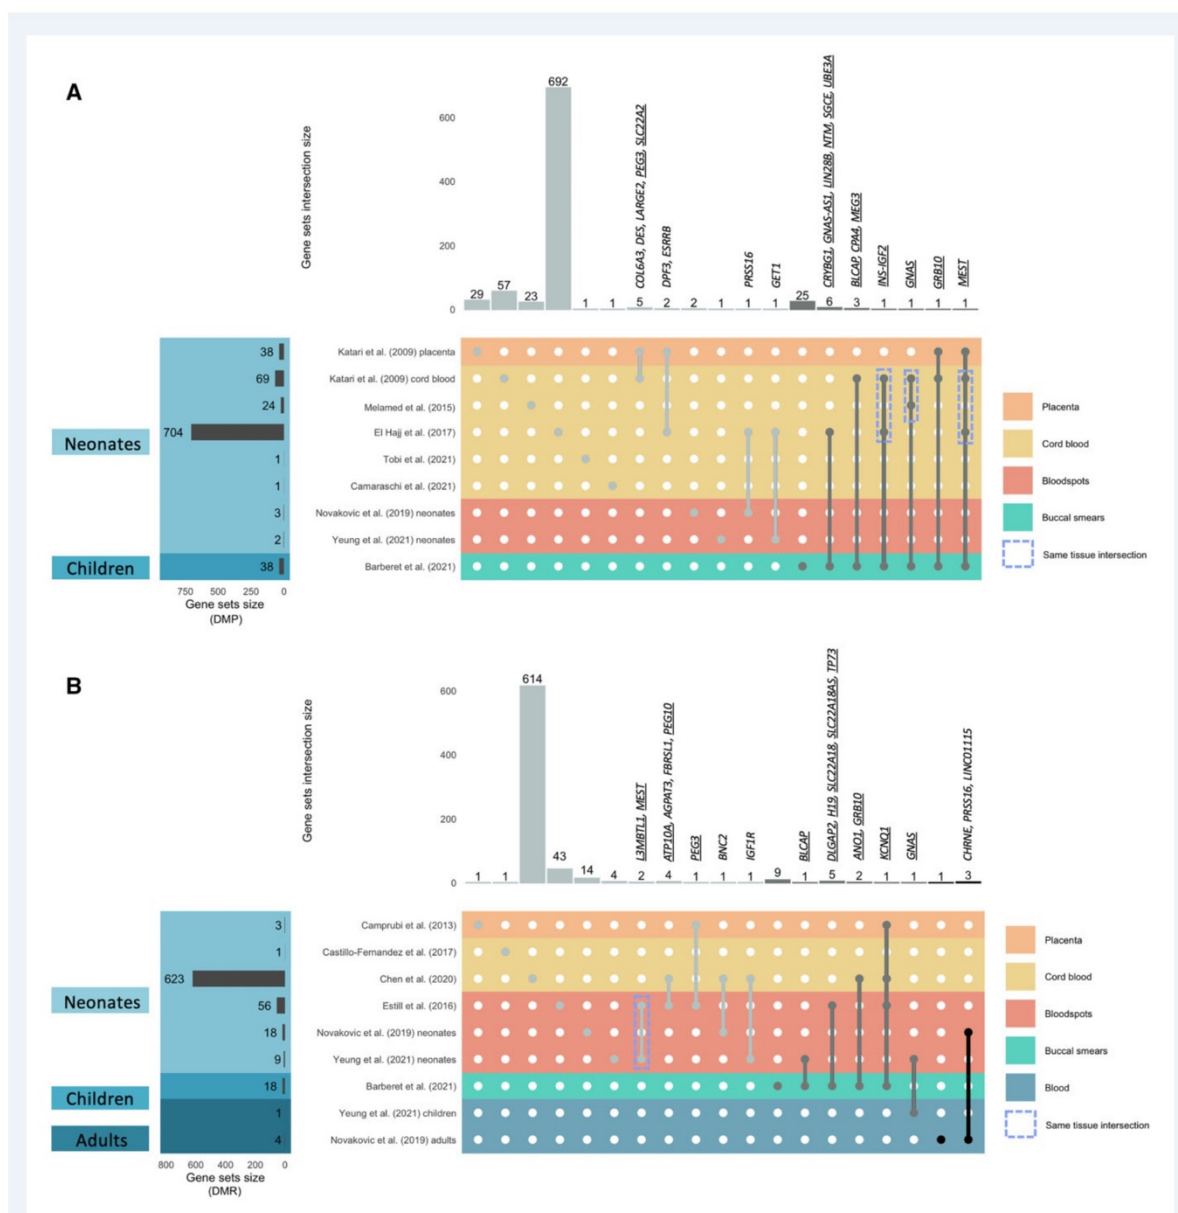 A
Gene sets intersection size
600
400
200
0
29
57
23
692
1
1
5
2
2
1
1
1
25
6
3
1
1
1
1
COL6A3, DES, LARGE2, PEG3, SLC22A2
DPF3, ESRRB
PRSS16
GET1
CRYBG1, GNAS-AS1, LIN28B, NTM, SGCE, UBE3A
BLCAP, CPA4, MEG3
INS-IGF2
GNAS
GRB10
MEST
Neonates
Children
38
69
24
704
1
1
3
2
38
750 500 250 0
Gene sets size
(DMP)
Katari et al. (2009) placenta
Katari et al. (2009) cord blood
Melamed et al. (2015)
El Hajj et al. (2017)
Tobi et al. (2021)
Camaraschi et al. (2021)
Novakovic et al. (2019) neonates
Yeung et al. (2021) neonates
Barberet et al. (2021)
Placenta
Cord blood
Bloodspots
Buccal smears
Same tissue intersection
B
Gene sets intersection size
600
400
200
0
1
1
614
43
14
4
2
4
1
1
1
9
1
5
2
1
1
1
3
L3MBTL1, MEST
ATP10A, AGPAT3, FBRSL1, PEG10
PEG3
BNC2
IGF1R
BLCAP
DLGAP2, H19, SLC22A18, SLC22A18AS, TP73
ANO1, GRB10
KCNQ1
GNAS
CHRNE, PRSS16, LINC01115
Neonates
Children
Adults
3
1
623
56
18
9
18
1
4
800 600 400 200 0
Gene sets size
(DMR)
Camprubi et al. (2013)
Castillo-Fernandez et al. (2017)
Chen et al. (2020)
Estill et al. (2016)
Novakovic et al. (2019) neonates
Yeung et al. (2021) neonates
Barberet et al. (2021)
Yeung et al. (2021) children
Novakovic et al. (2019) adults
Placenta
Cord blood
Bloodspots
Buccal smears
Blood
Same tissue intersection